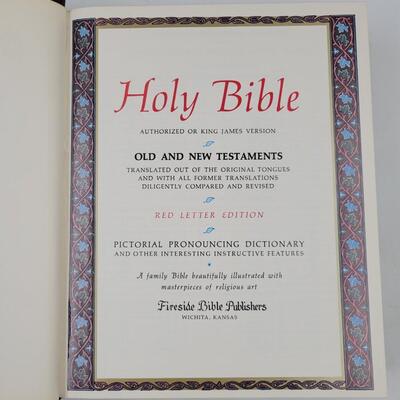 Holy Bible
AUTHORIZED OR KING JAMES VERSION
OLD AND NEW TESTAMENTS
TRANSLATED OUT OF THE ORIGINAL TONGUES
AND WITH ALL FORMER TRANSLATIONS
DILIGENTLY COMPARED AND REVISED
RED LETTER EDITION
PICTORIAL PRONOUNCING DICTIONARY
AND OTHER INTERESTING INSTRUCTIVE FEATURES
A family Bible beautifully illustrated with
masterpieces of religious art
Fireside Bible Publishers
WICHITA, KANSAS